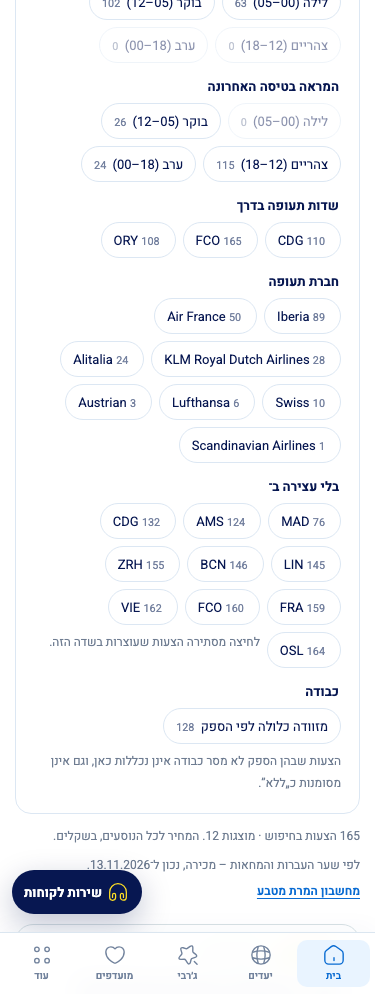 לילה (00–05) 63 בוקר (05–12) 102
צהריים (12–18) 0 ערב (18–00) 0
המראה בטיסה האחרונה
לילה (00–05) 0 בוקר (05–12) 26
צהריים (12–18) 115 ערב (18–00) 24
שדות תעופה בדרך
CDG 110 FCO 165 ORY 108
חברת תעופה
Iberia 89 Air France 50
KLM Royal Dutch Airlines 28 Alitalia 24
Swiss 10 Lufthansa 6 Austrian 3
Scandinavian Airlines 1
בלי עצירה ב־
MAD 76 AMS 124 CDG 132
LIN 145 BCN 146 ZRH 155
FRA 159 FCO 160 VIE 162
OSL 164 לחיצה מסתירה הצעות שעוצרות בשדה הזה.
כבודה
מזוודה כלולה לפי הספק 128
הצעות שבהן הספק לא מסר כבודה אינן נכללות כאן, וגם אינן
מסומנות כ„ללא”.
165 הצעות בחיפוש · מוצגות 12. המחיר לכל הנוסעים, בשקלים.
לפי שער העברות והמחאות – מכירה, נכון ל־13.11.2026.
מחשבון המרת מטבע
שירות לקוחות
בית יעדים ג'רבי מועדפים עוד